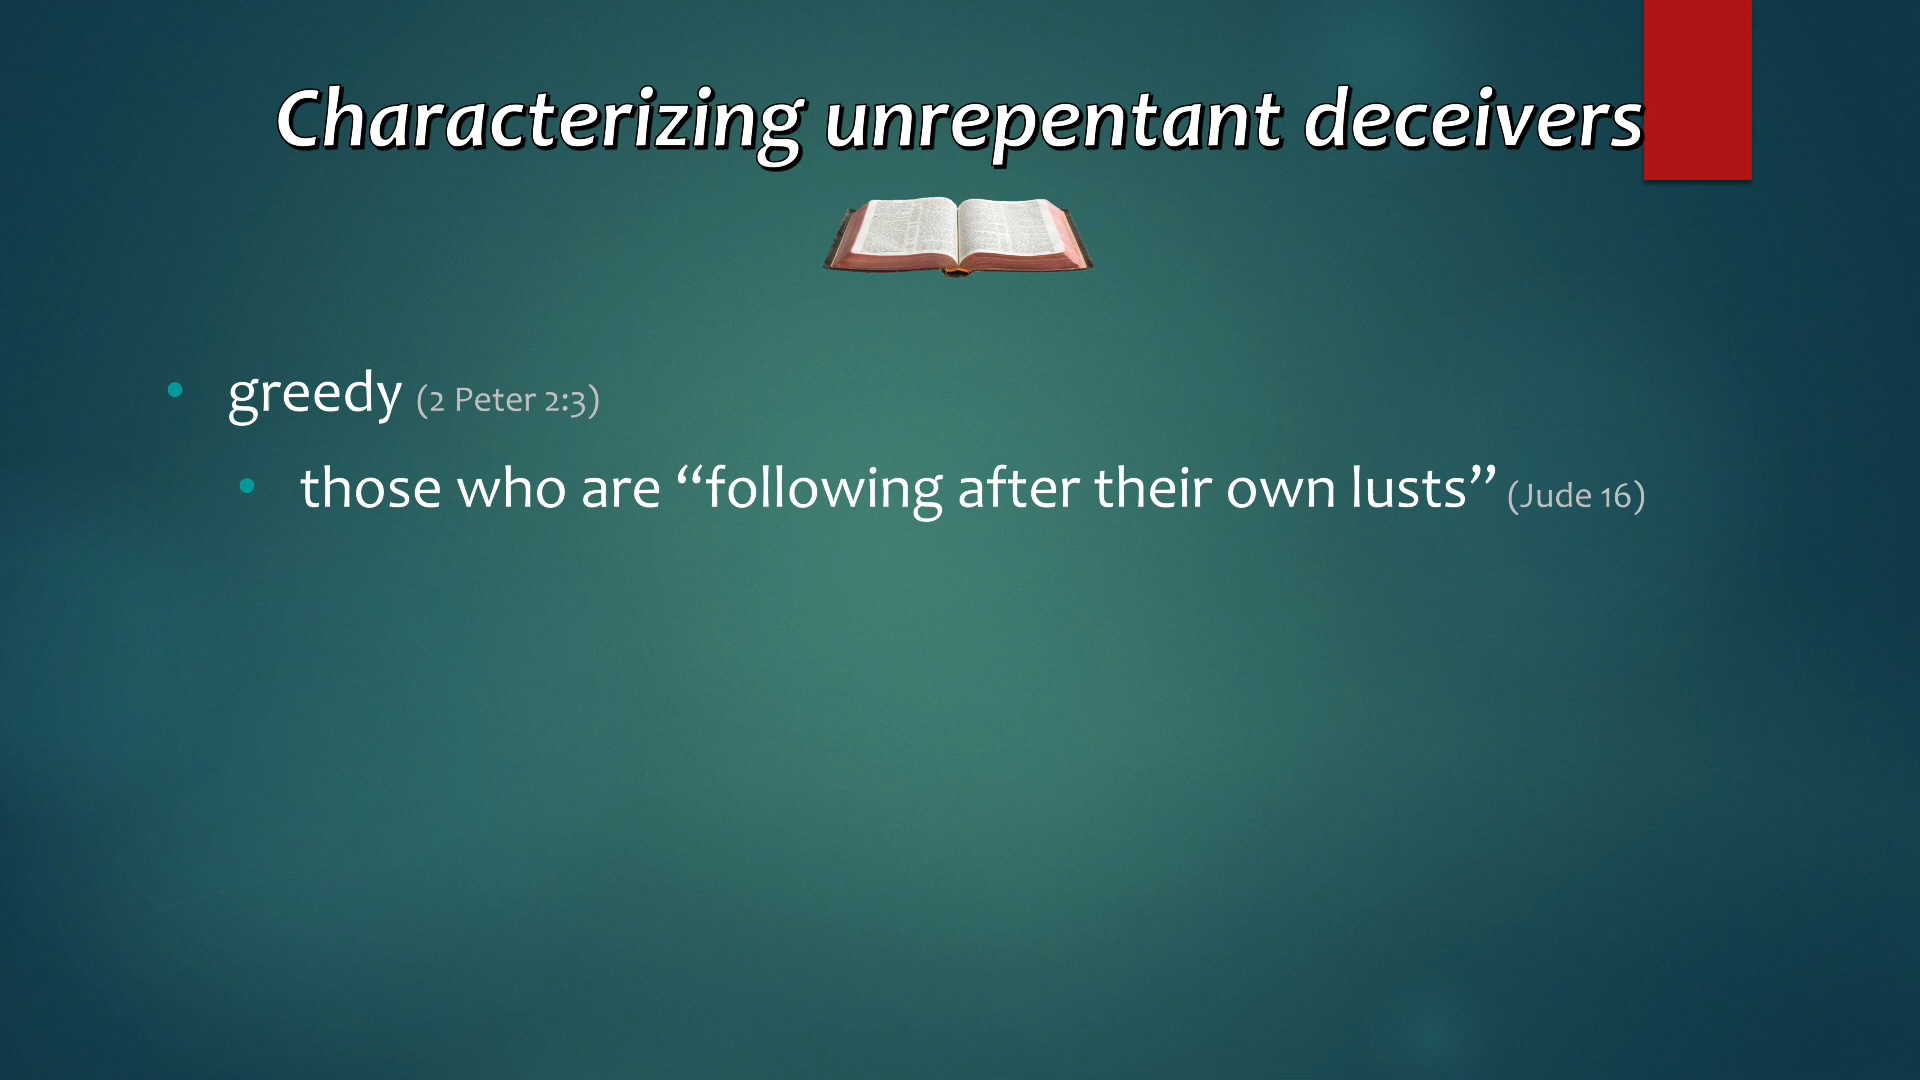 Characterizing unrepentant deceivers
• greedy (2 Peter 2:3)
• those who are “following after their own lusts” (Jude 16)